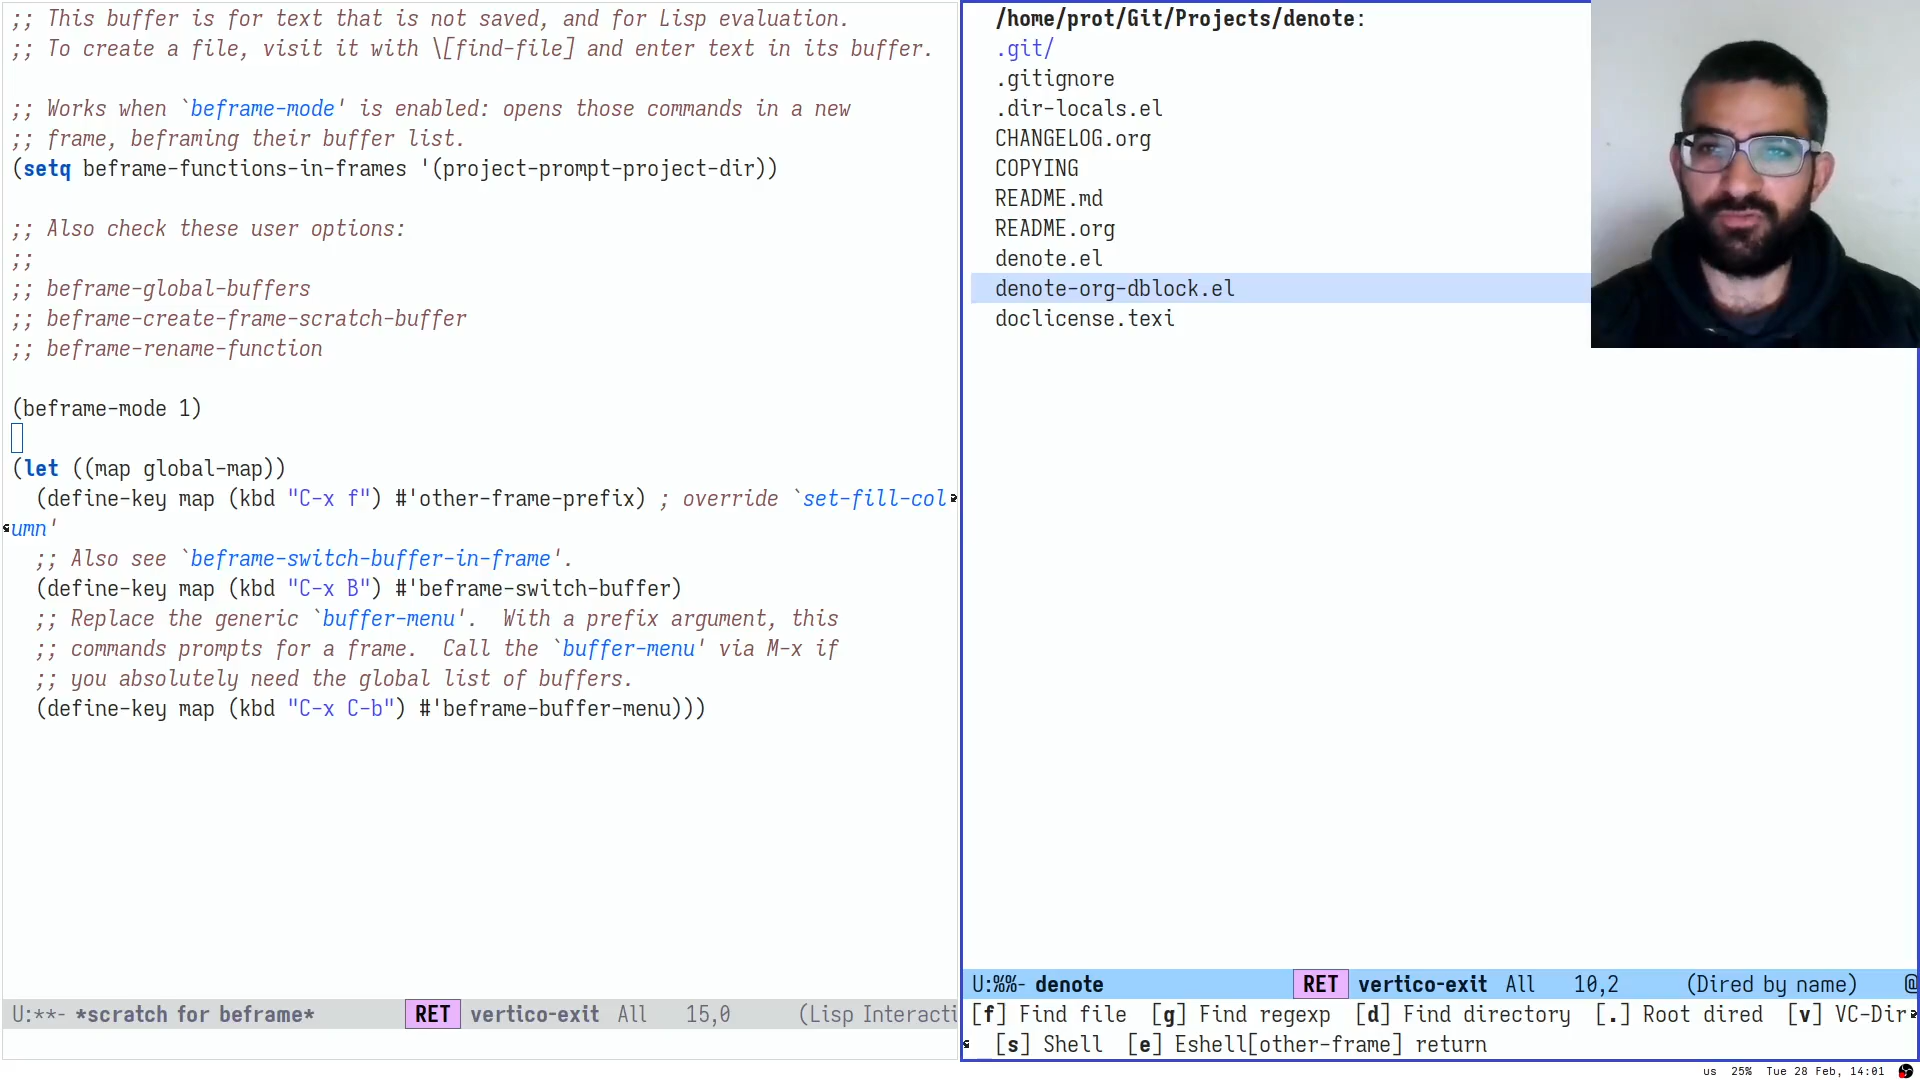 ;; This buffer is for text that is not saved, and for Lisp evaluation.
;; To create a file, visit it with \[find-file] and enter text in its buffer.
;; Works when `beframe-mode' is enabled: opens those commands in a new
;; frame, beframing their buffer list.
(setq beframe-functions-in-frames '(project-prompt-project-dir))
;; Also check these user options:
;;
;; beframe-global-buffers
;; beframe-create-frame-scratch-buffer
;; beframe-rename-function
(beframe-mode 1)
(let ((map global-map))
(define-key map (kbd "C-x f") #'other-frame-prefix) ; override `set-fill-col
umn'
;; Also see `beframe-switch-buffer-in-frame'.
(define-key map (kbd "C-x B") #'beframe-switch-buffer)
;; Replace the generic `buffer-menu'.  With a prefix argument, this
;; commands prompts for a frame.  Call the `buffer-menu' via M-x if
;; you absolutely need the global list of buffers.
(define-key map (kbd "C-x C-b") #'beframe-buffer-menu)))
U:**- *scratch for beframe* RET vertico-exit All 15,0 (Lisp Interacti
/home/prot/Git/Projects/denote:
.git/
.gitignore
.dir-locals.el
CHANGELOG.org
COPYING
README.md
README.org
denote.el
denote-org-dblock.el
doclicense.texi
U:%%- denote RET vertico-exit All 10,2 (Dired by name) @
[f] Find file [g] Find regexp [d] Find directory [.] Root dired [v] VC-Dir
[s] Shell [e] Eshell[other-frame] return
us 25% Tue 28 Feb, 14:01